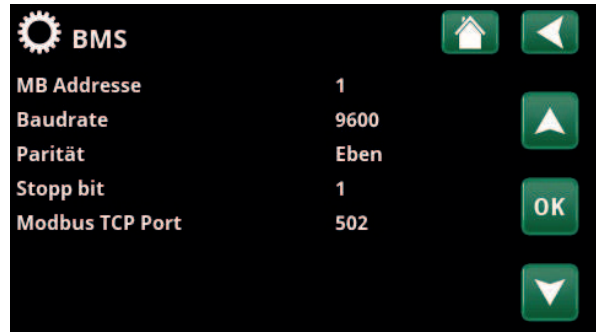 BMS
MB Addresse 1
Baudrate 9600
Parität Eben
Stopp bit 1
OK
Modbus TCP Port 502